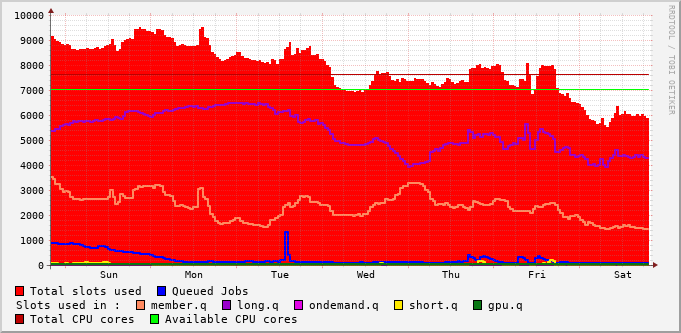 10000
9000
8000
7000
6000
5000
4000
3000
2000
1000
0
Sun Mon Tue Wed Thu Fri Sat
RRDTOOL / TOBI OETIKER
Total slots used Queued Jobs
Slots used in : member.q long.q ondemand.q short.q gpu.q
Total CPU cores Available CPU cores